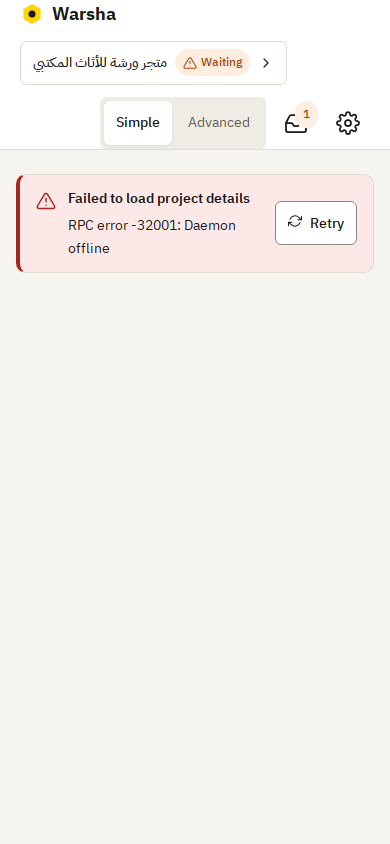 Warsha
متجر ورشة للأثاث المكتبي
Waiting
Simple
Advanced
1
Failed to load project details
RPC error -32001: Daemon
offline
Retry